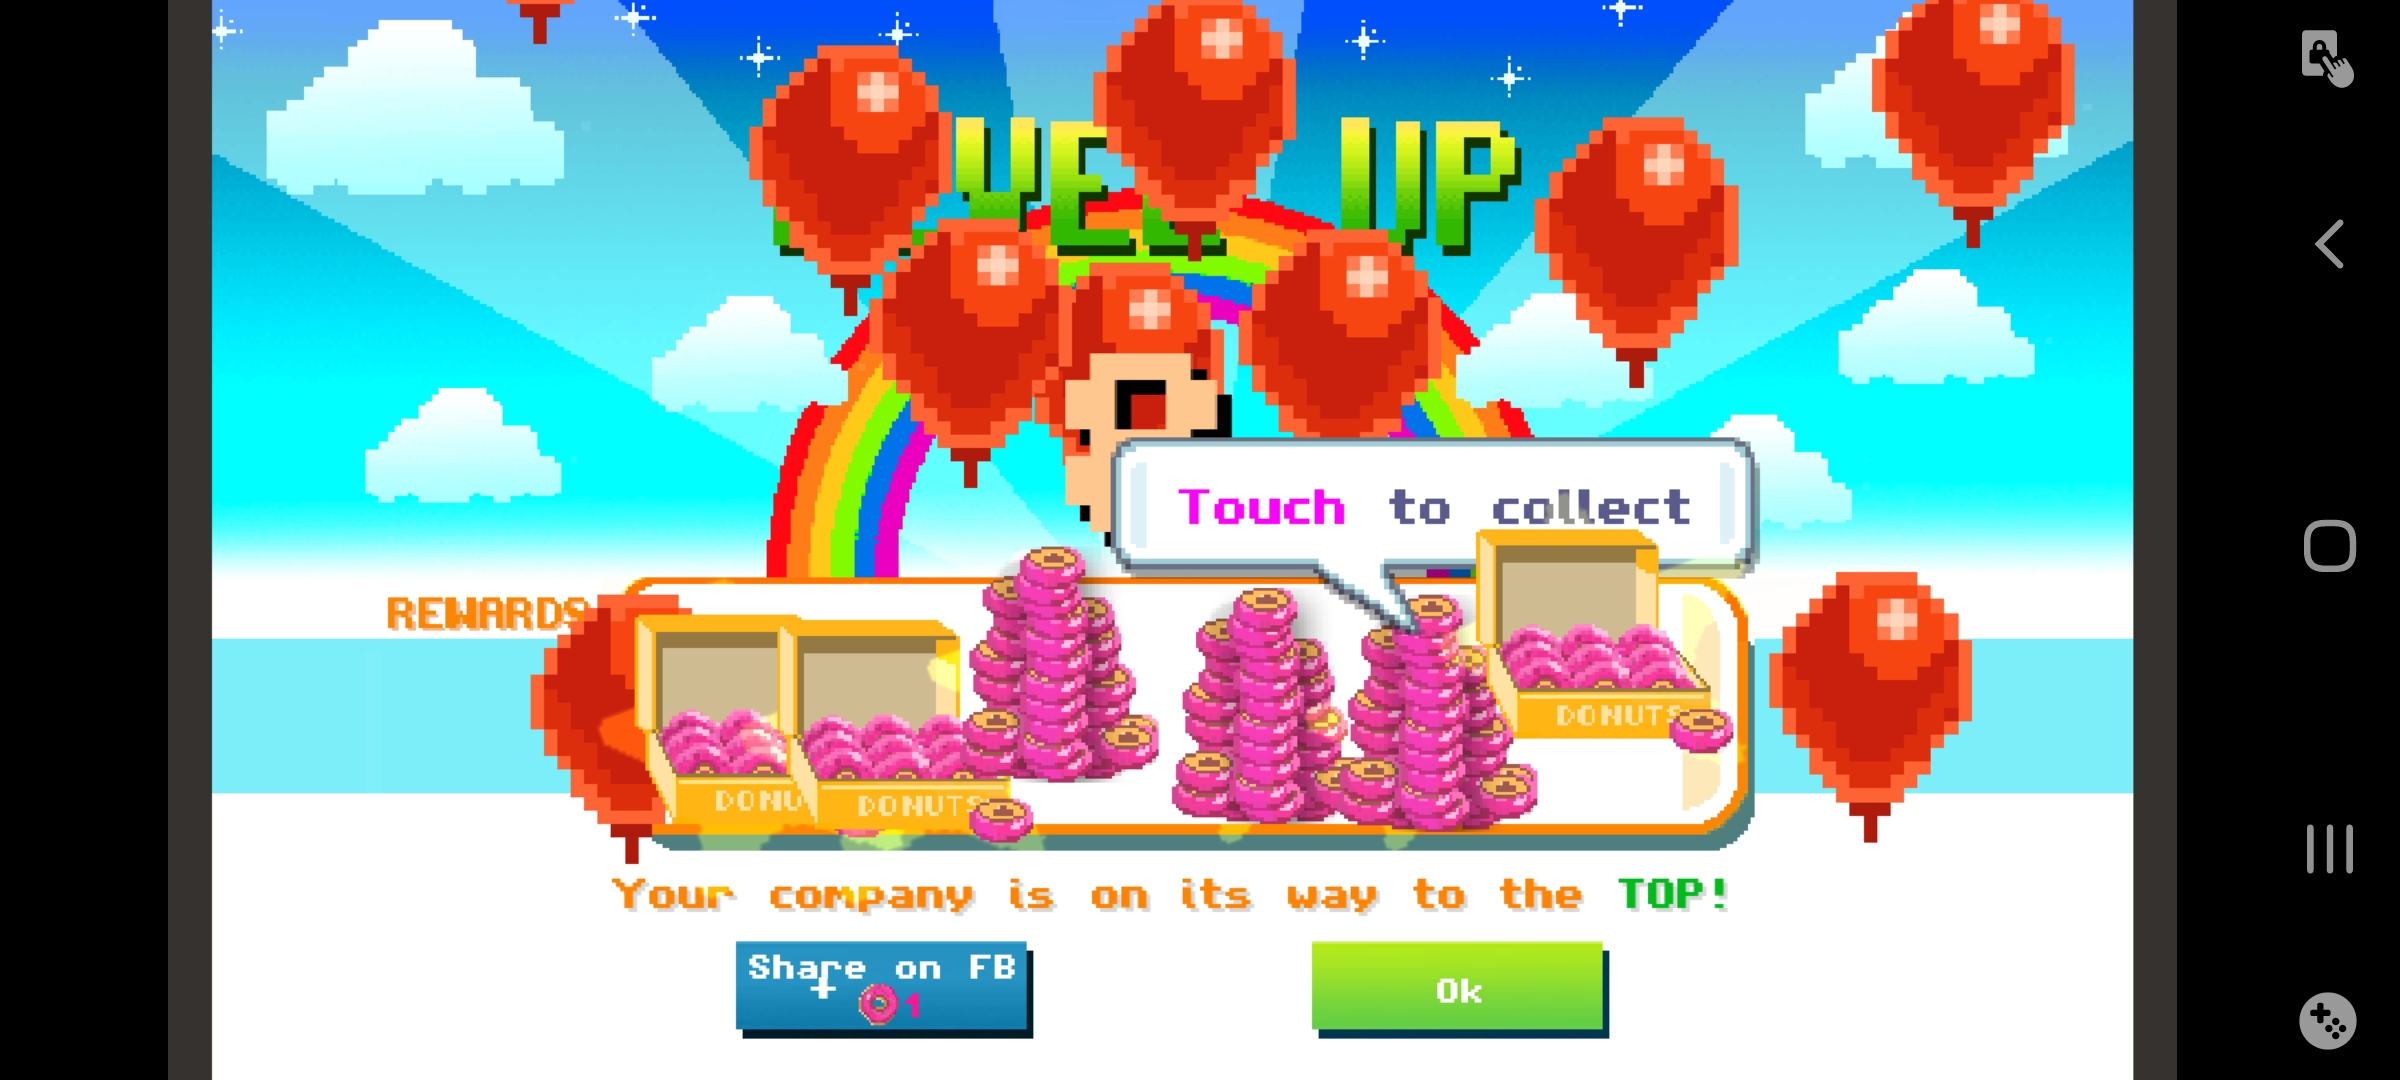 UP
Touch to collect
REWARDS
DONUTS
DONUTS
Your company is on its way to the TOP!
Share on FB
+ 1
Ok